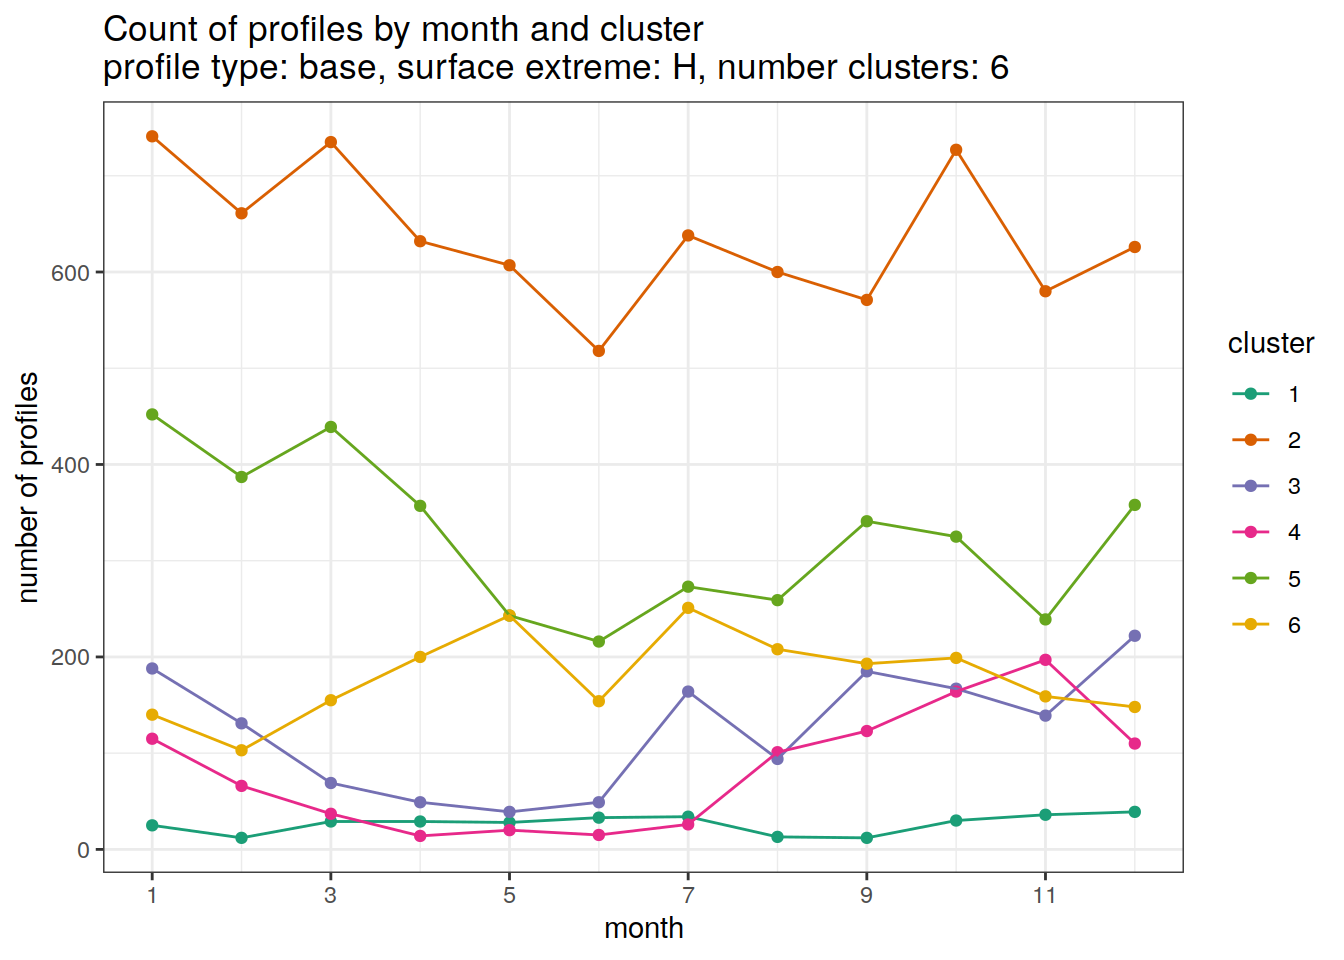 Count of profiles by month and cluster
profile type: base, surface extreme: H, number clusters: 6
number of profiles
600
400
200
0
1 3 5 7 9 11
month
cluster
1
2
3
4
5
6